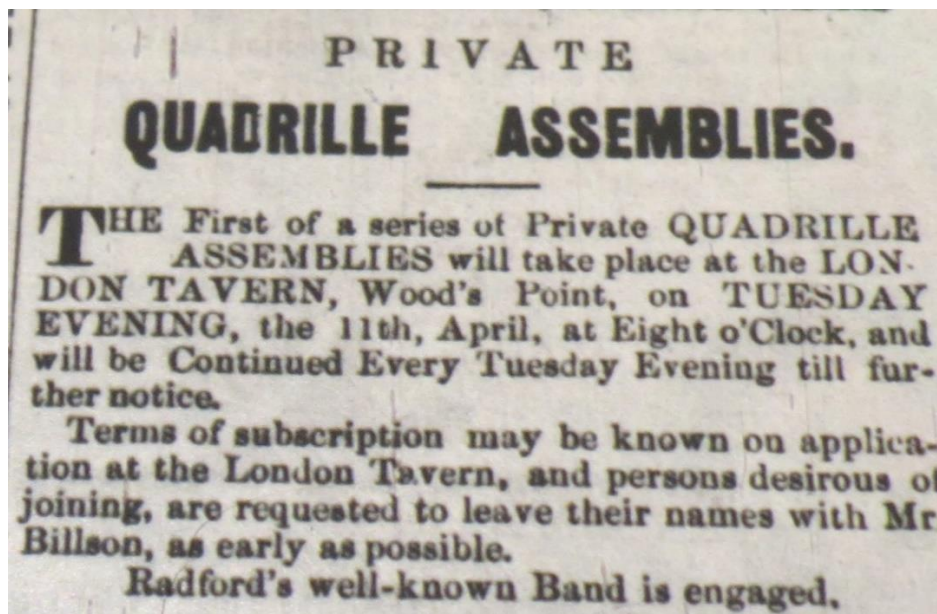 PRIVATE
QUADRILLE ASSEMBLIES.
THE First of a series of Private QUADRILLE
ASSEMBLIES will take place at the LON-
DON TAVERN, Wood's Point, on TUESDAY
EVENING, the 11th, April, at Eight o'Clock, and
will be Continued Every Tuesday Evening till fur-
ther notice.
Terms of subscription may be known on applica-
tion at the London Tavern, and persons desirous of
joining, are requested to leave their names with Mr
Billson, as early as possible.
Radford's well-known Band is engaged.